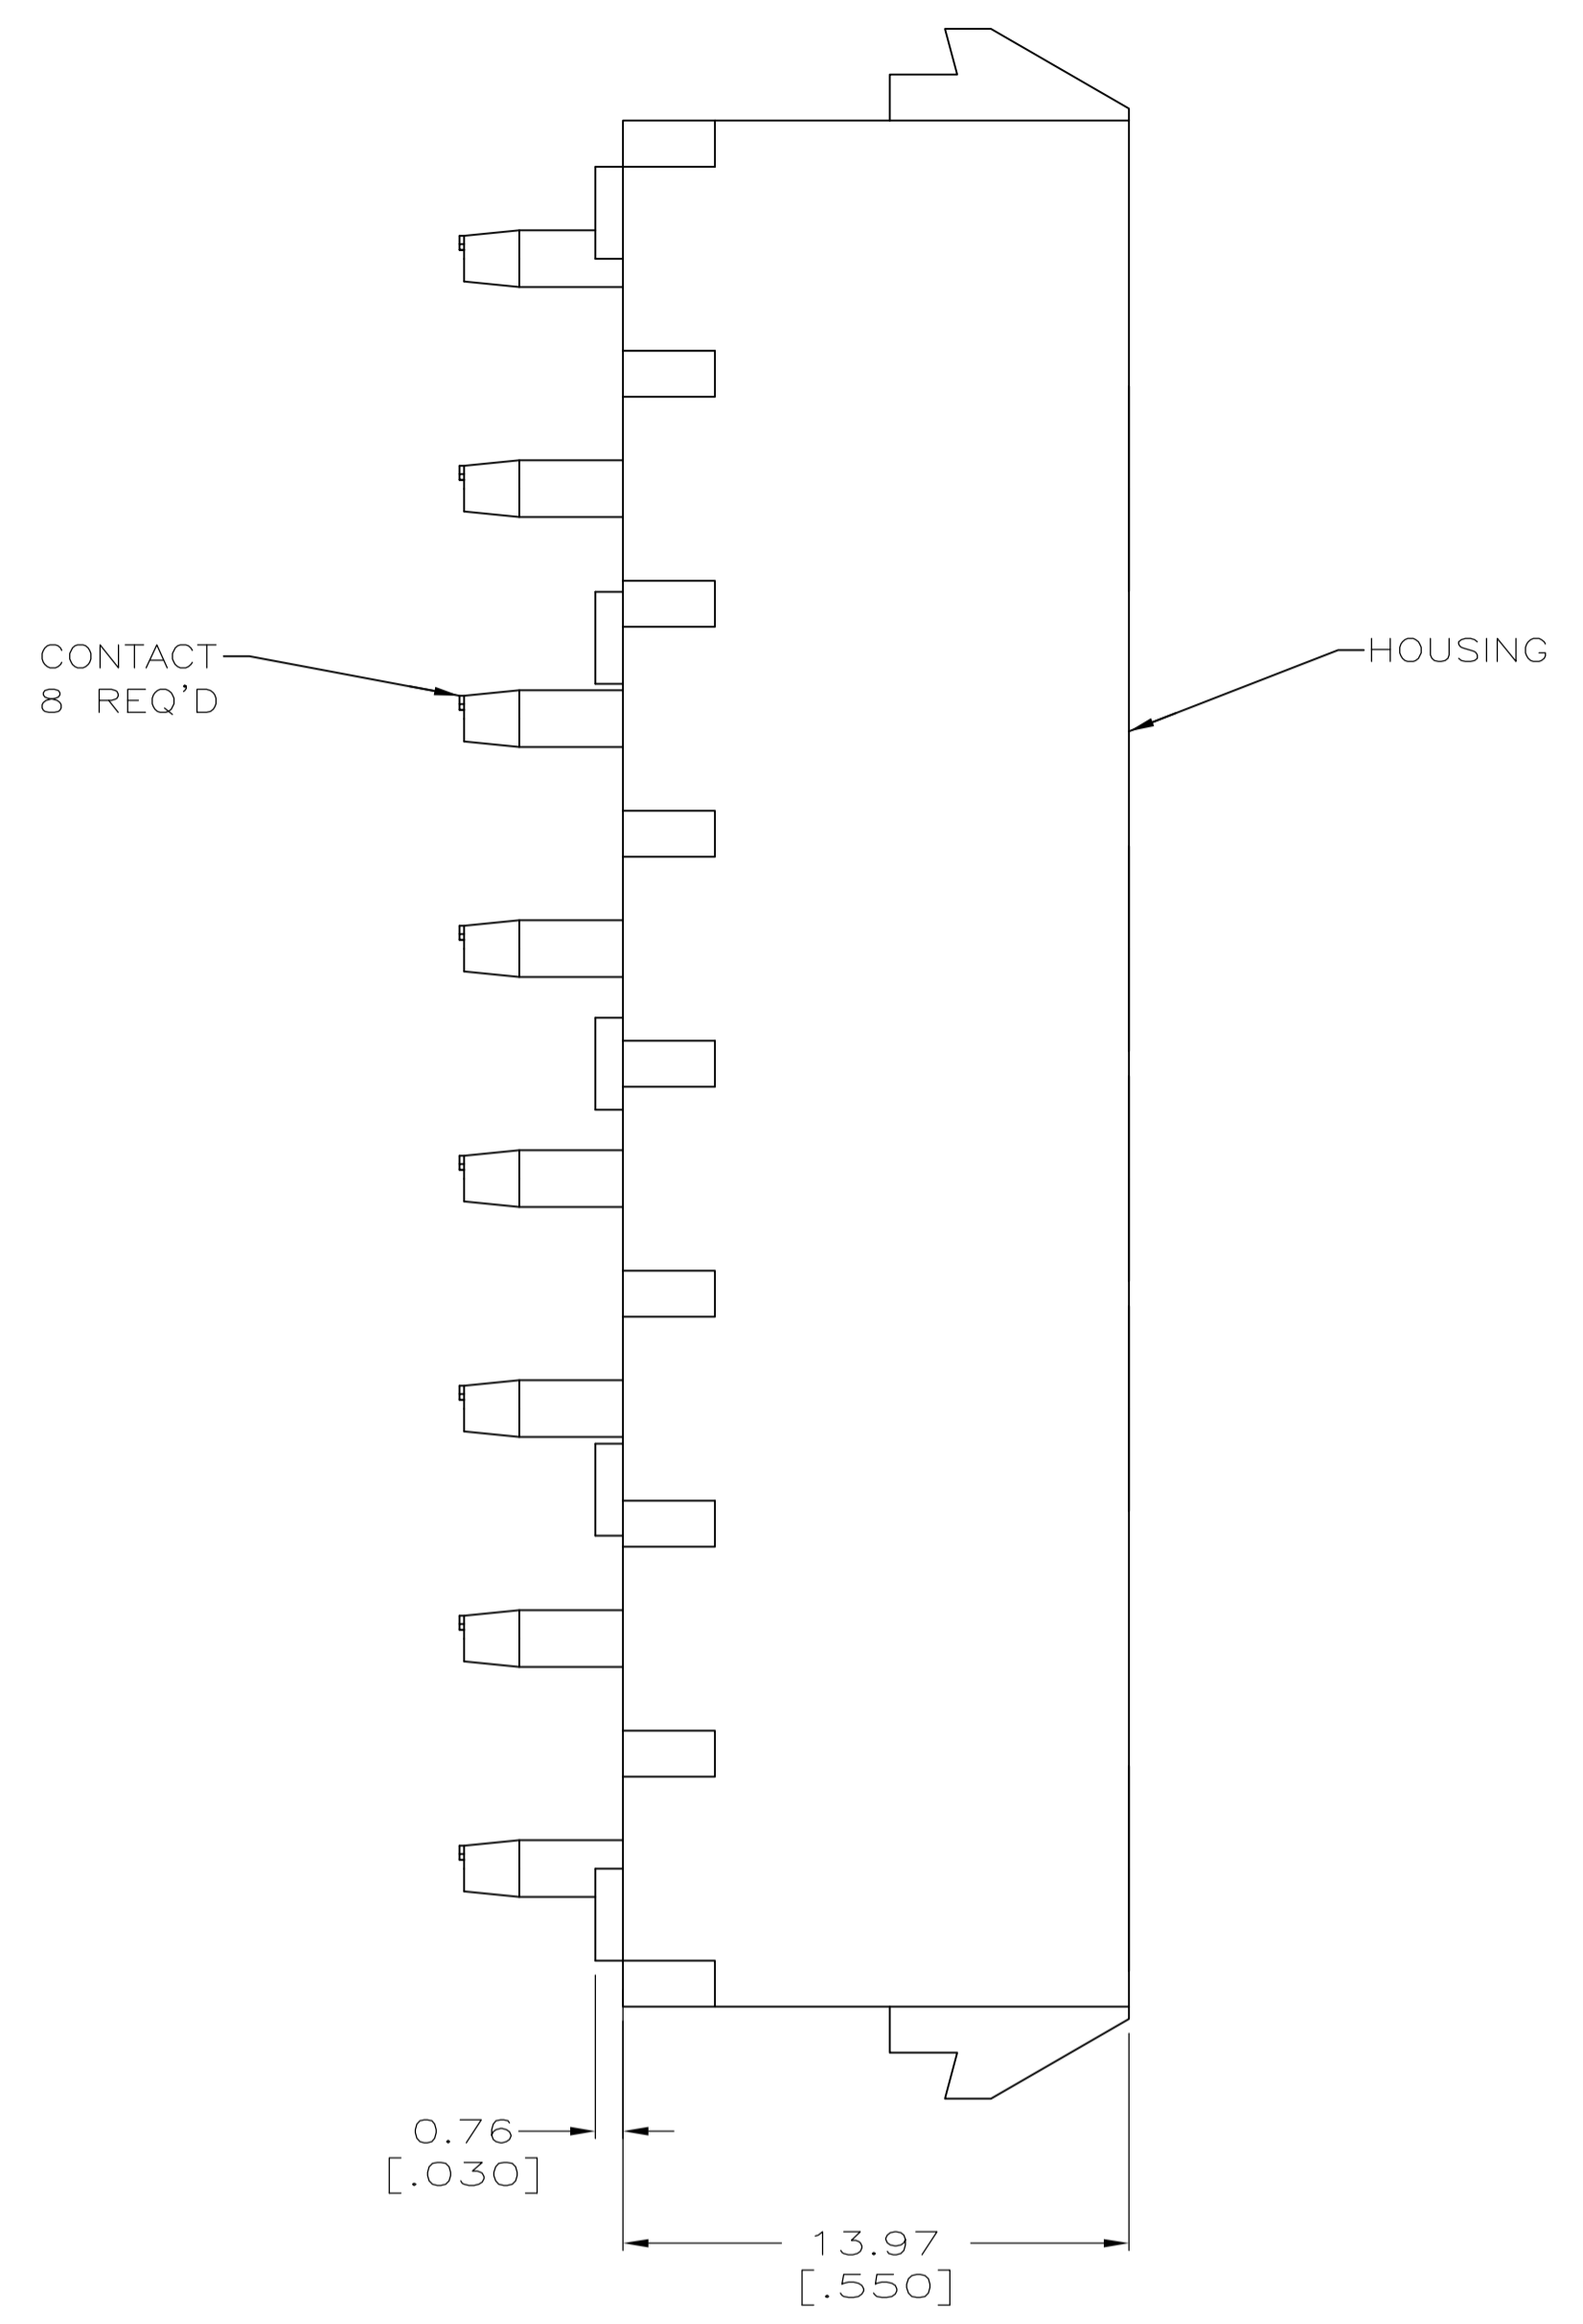 CONTACT
8 REQ'D
HOUSING
0.76
[.030]
13.97
[.550]